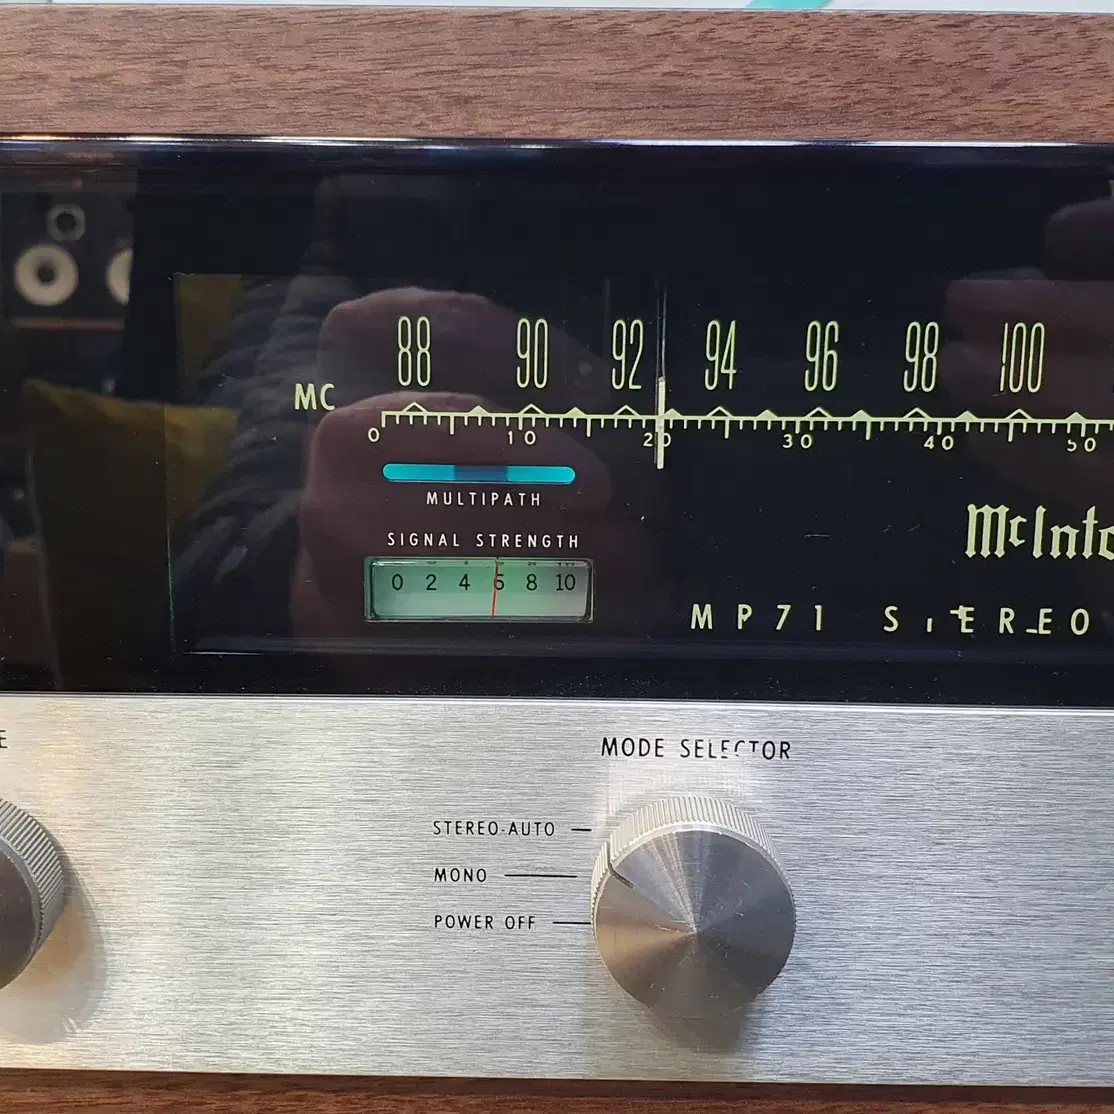 88 90 92 94 96 98 100
MC
0 10 20 30 40 50
MULTIPATH
McInto
SIGNAL STRENGTH
0 2 4 6 8 10
MP71 STEREO
E
MODE SELECTOR
STEREO-AUTO
MONO
POWER OFF